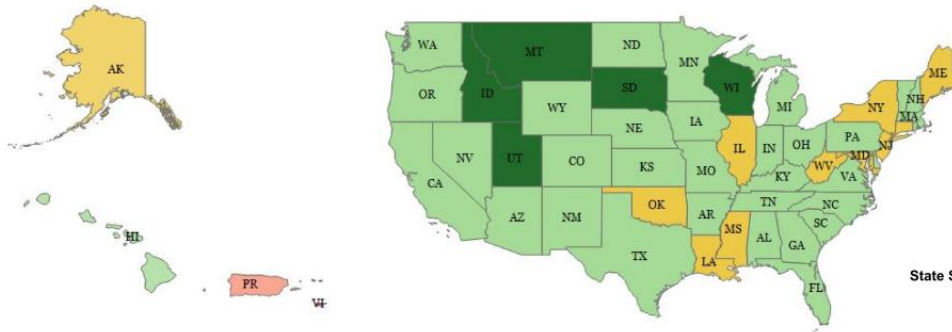 WA
MT
ND
MN
ME
AK
OR
ID
SD
WI
NY
NH
MA
WY
MI
IA
NE
PA
NJ
NV
UT
IL
IN
OH
MD
CO
WV
KS
MO
KY
VA
CA
OK
TN
NC
AZ
NM
AR
SC
HI
MS
AL
GA
TX
LA
State S
FL
PR
VI